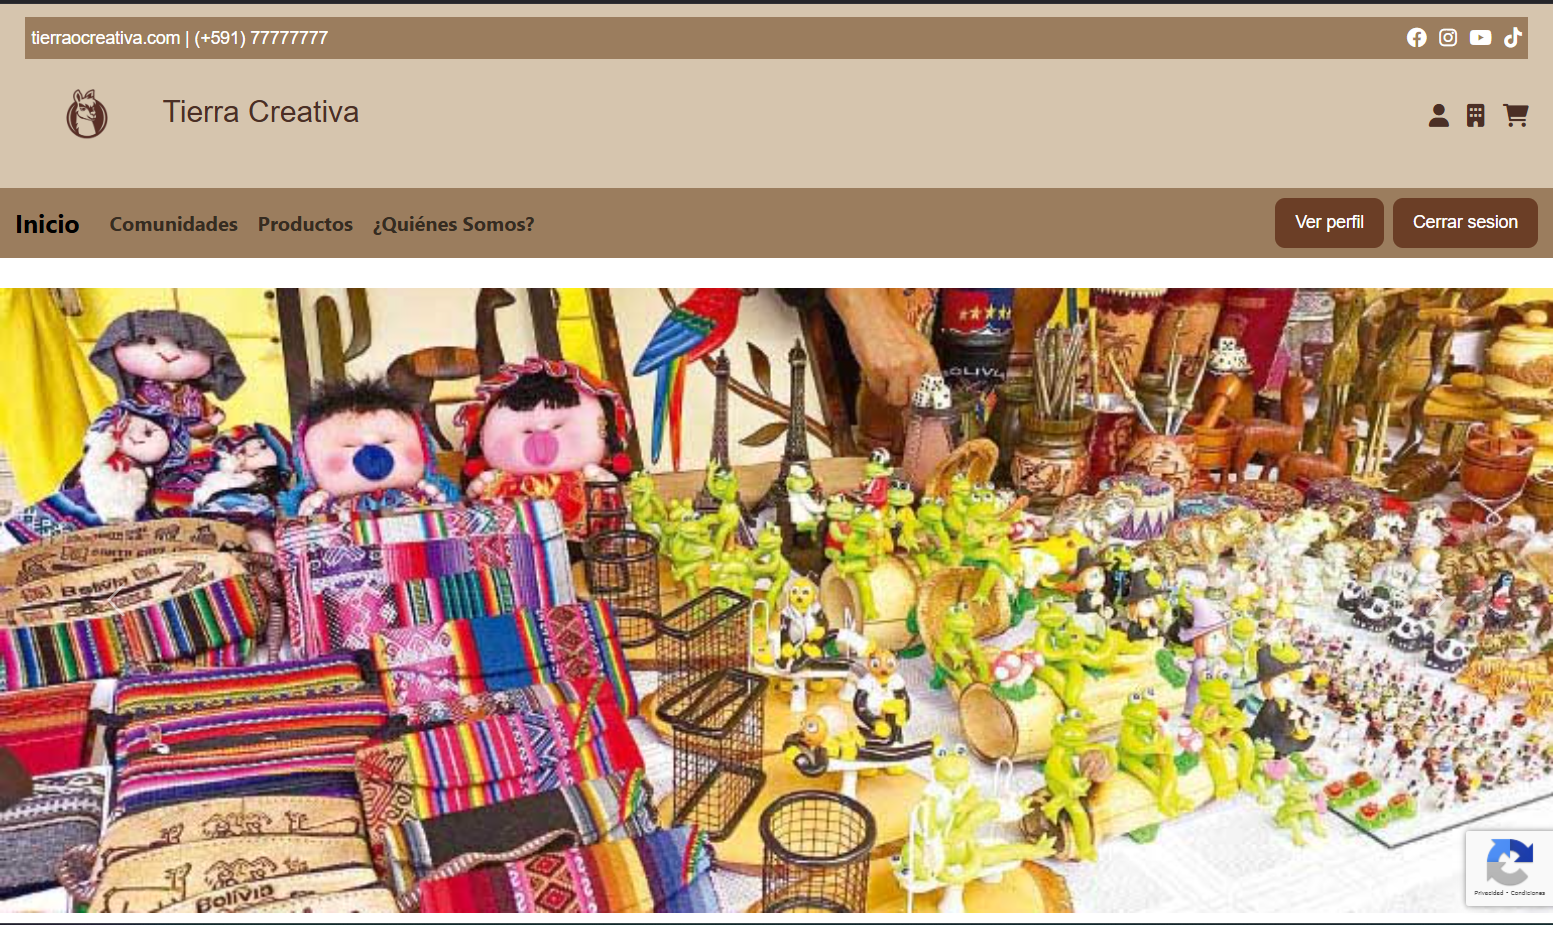 tierraocreativa.com | (+591) 77777777
Tierra Creativa
Inicio Comunidades Productos ¿Quiénes Somos? Ver perfil Cerrar sesion
BOLIVIA
Bolivia
Bolivia
Privacidad - Condiciones